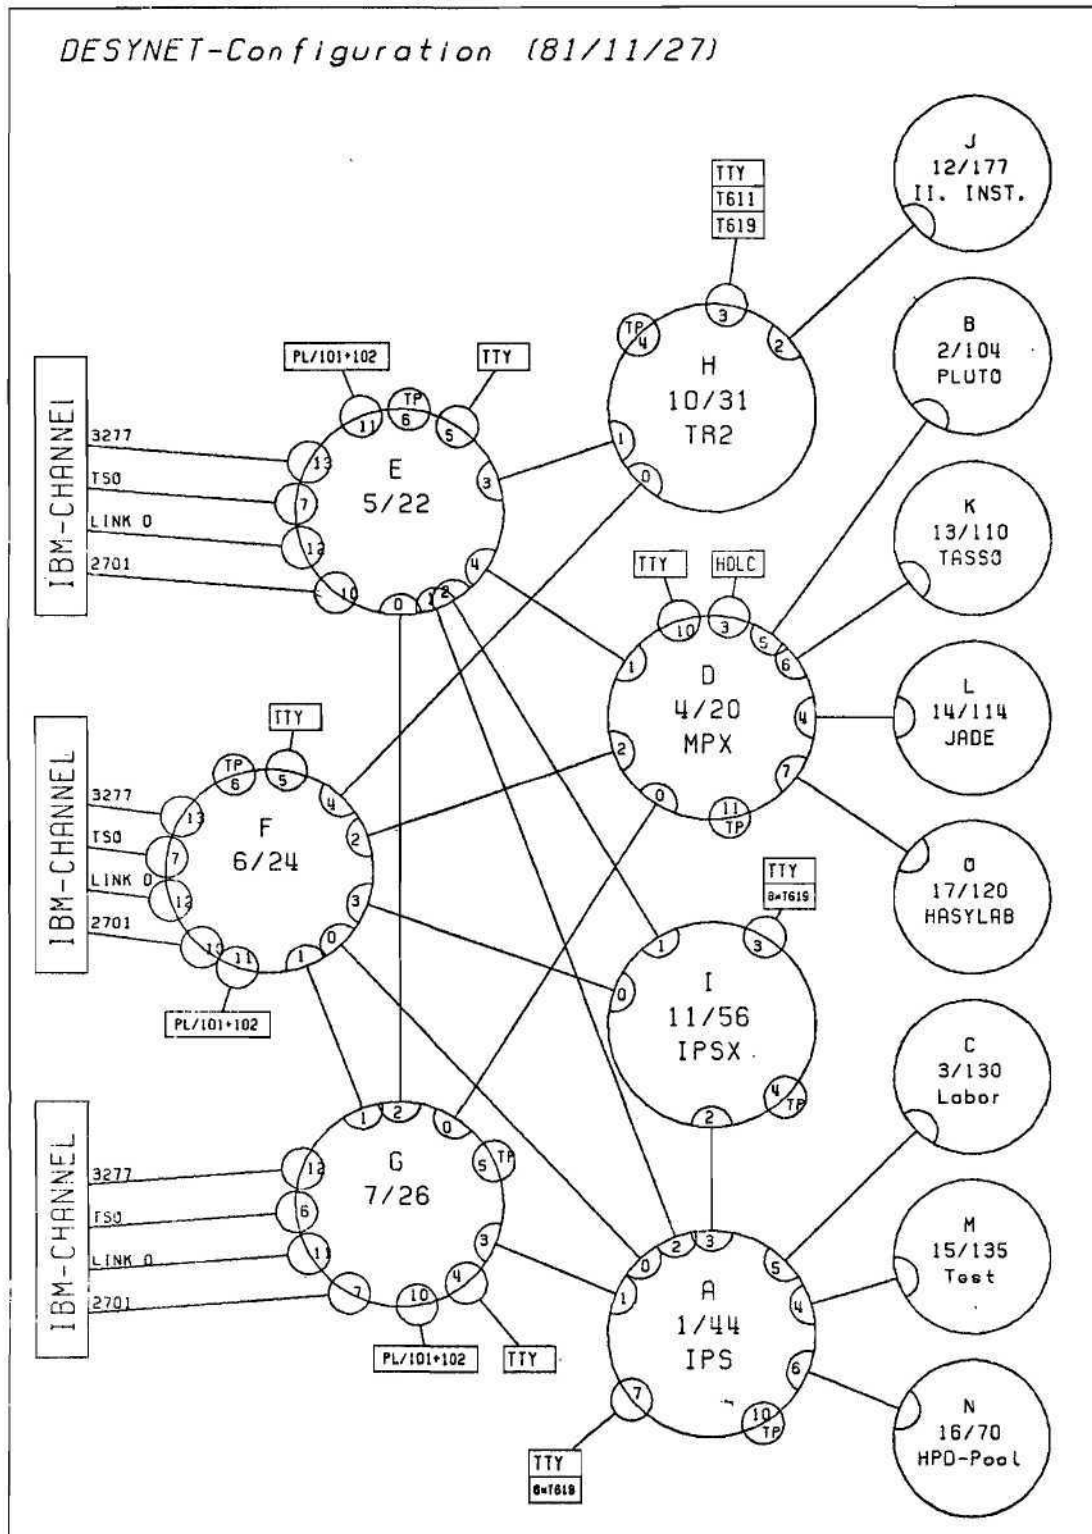 DESYNET-Configuration (81/11/27)
J
12/177
II. INST.
TTY
T611
T619
3
TP
4
2
H
10/31
TR2
1
0
B
2/104
PLUTO
PL/101+102
TTY
11
TP
6
5
IBM-CHANNEL
3277
TSO
LINK 0
2701
13
7
12
10
E
5/22
3
4
0
1
2
K
13/110
TASSO
TTY
HDLC
10
3
5
6
1
D
4/20
MPX
4
2
7
0
11
TP
L
14/114
JADE
O
17/120
HASYLAB
TTY
TP
6
5
IBM-CHANNEL
3277
TSO
LINK 0
2701
13
7
12
10
11
F
6/24
4
2
3
0
1
PL/101+102
TTY
8*T619
1
3
0
I
11/56
IPSX
4
TP
2
C
3/130
Labor
IBM-CHANNEL
3277
TSO
LINK 0
2701
1
2
0
5
TP
12
6
11
7
G
7/26
3
4
10
PL/101+102
TTY
0
2
3
5
1
4
A
1/44
IPS
6
7
10
TP
TTY
M
15/135
Test
N
16/70
HPD-Pool